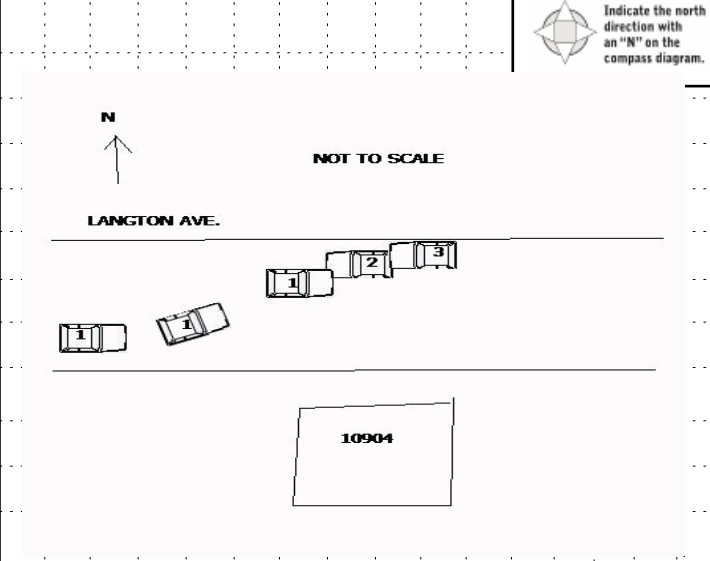 Indicate the north
direction with
an "N" on the
compass diagram.
N
NOT TO SCALE
LANGTON AVE.
3
2
1
1
1
10904